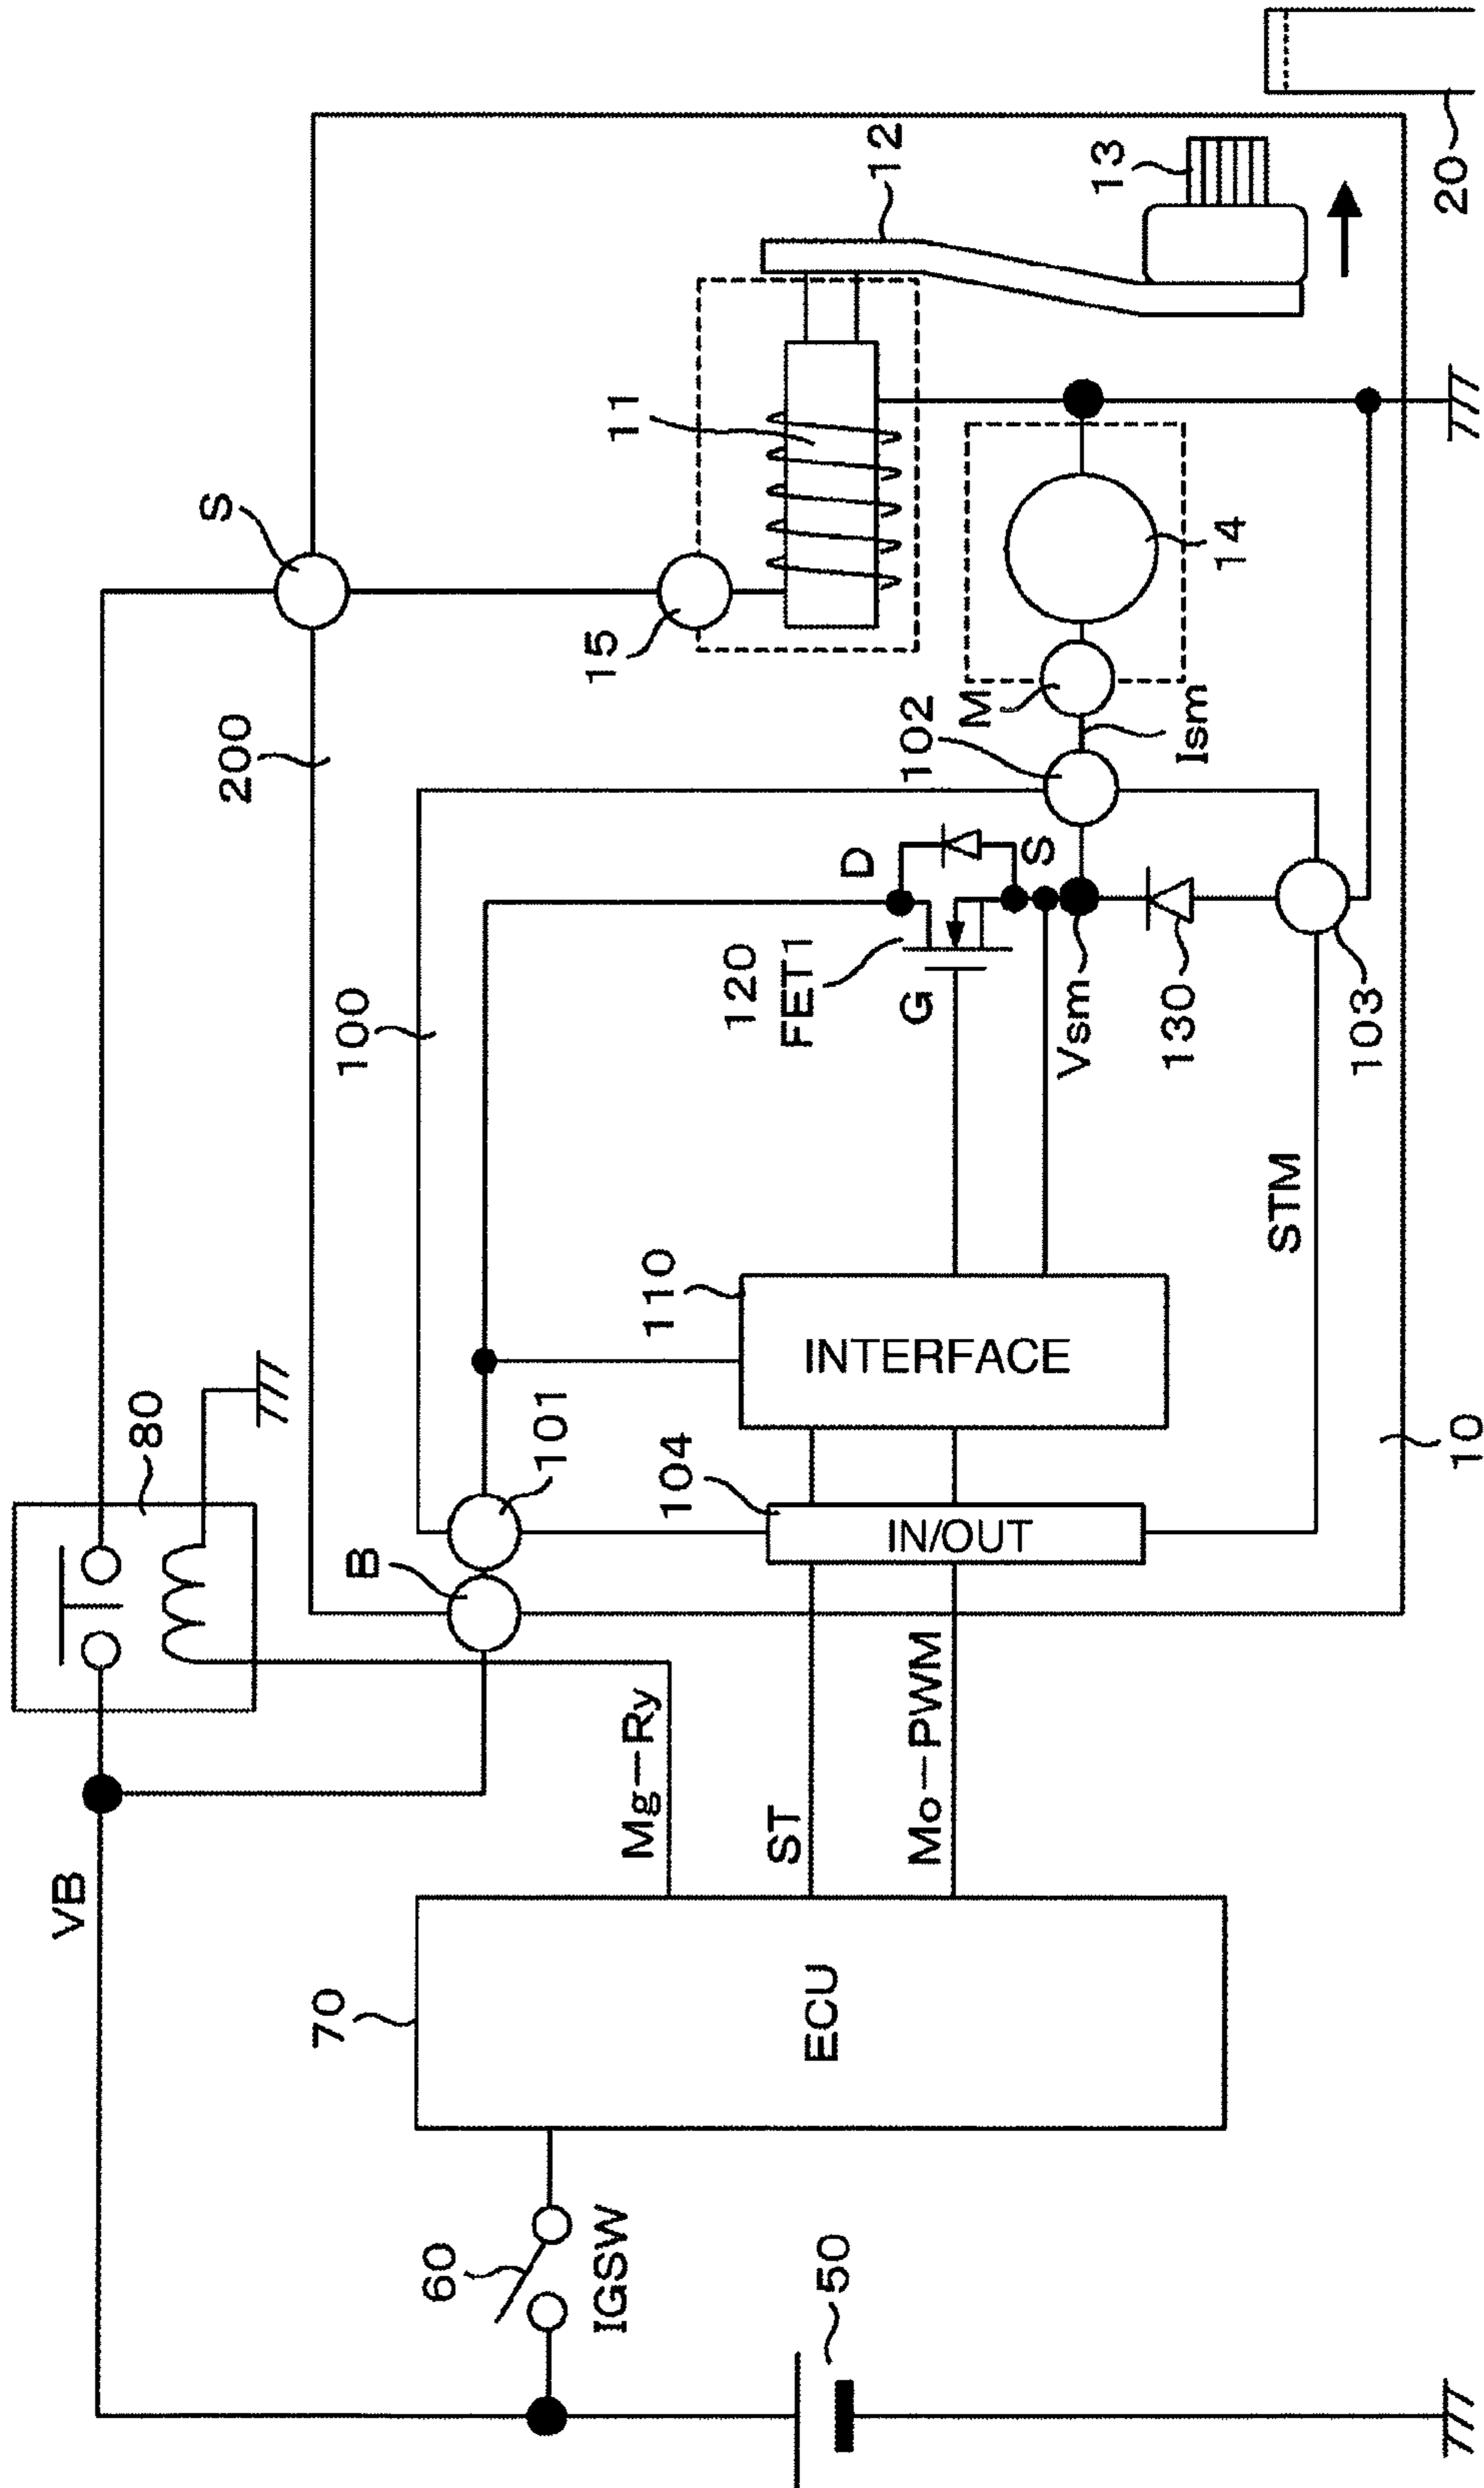 VB
80
S
200
15
11
12
13
20
70
ECU
60
IGSW
50
Mg-Ry
ST
Mo-PWM
B
101
100
104
IN/OUT
110
INTERFACE
120
FET1
D
G
S
Vsm
130
103
102
M
Ism
14
STM
10